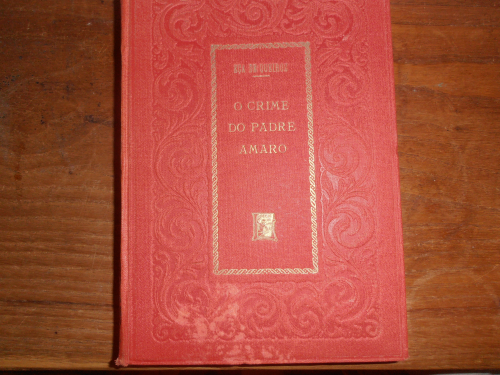 EÇA DE QUEIROZ
O CRIME
DO PADRE
AMARO